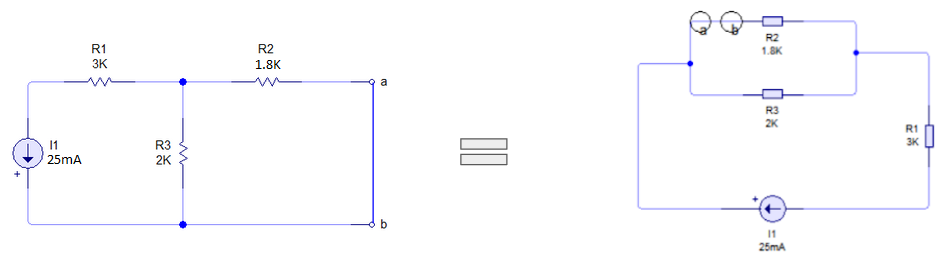 R1
3K
R2
1.8K
a
I1
25mA
+
R3
2K
b
a
b
R2
1.8K
R3
2K
R1
3K
+
I1
25mA